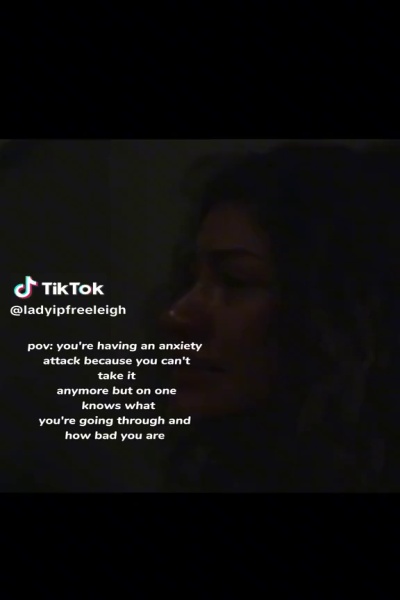 TikTok
@ladyipfreeleigh
pov: you're having an anxiety
attack because you can't
take it
anymore but on one
knows what
you're going through and
how bad you are